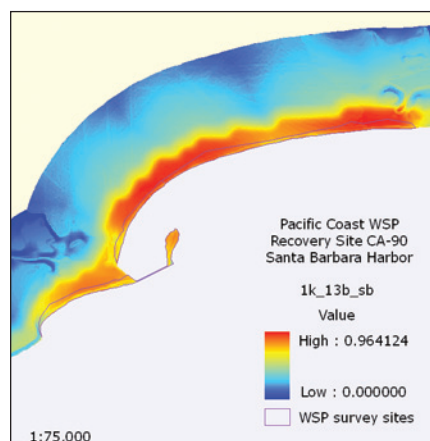 Pacific Coast WSP
Recovery Site CA-90
Santa Barbara Harbor
1k_13b_sb
Value
High : 0.964124
Low : 0.000000
WSP survey sites
1:75.000